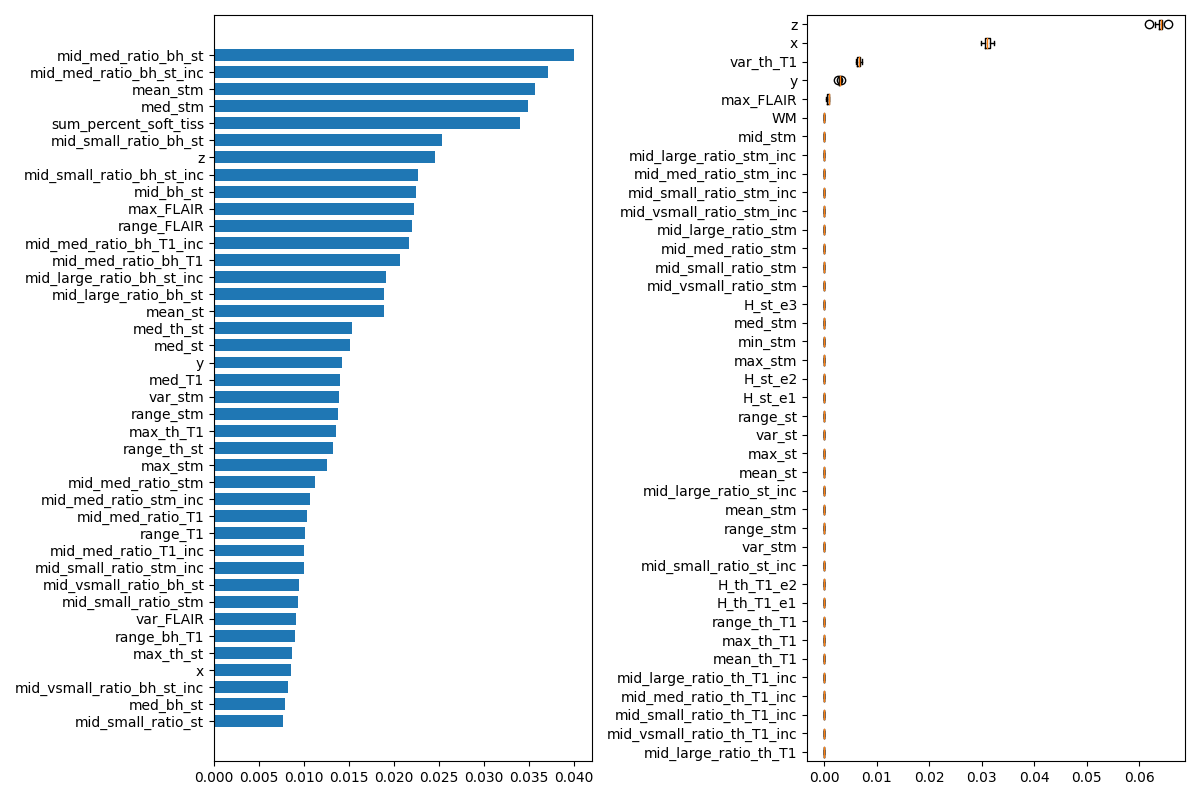 mid_med_ratio_bh_st
mid_med_ratio_bh_st_inc
mean_stm
med_stm
sum_percent_soft_tiss
mid_small_ratio_bh_st
z
mid_small_ratio_bh_st_inc
mid_bh_st
max_FLAIR
range_FLAIR
mid_med_ratio_bh_T1_inc
mid_med_ratio_bh_T1
mid_large_ratio_bh_st_inc
mid_large_ratio_bh_st
mean_st
med_th_st
med_st
y
med_T1
var_stm
range_stm
max_th_T1
range_th_st
max_stm
mid_med_ratio_stm
mid_med_ratio_stm_inc
mid_med_ratio_T1
range_T1
mid_med_ratio_T1_inc
mid_small_ratio_stm_inc
mid_vsmall_ratio_bh_st
mid_small_ratio_stm
var_FLAIR
range_bh_T1
max_th_st
x
mid_vsmall_ratio_bh_st_inc
med_bh_st
mid_small_ratio_st
0.000 0.005 0.010 0.015 0.020 0.025 0.030 0.035 0.040
z
x
var_th_T1
y
max_FLAIR
WM
mid_stm
mid_large_ratio_stm_inc
mid_med_ratio_stm_inc
mid_small_ratio_stm_inc
mid_vsmall_ratio_stm_inc
mid_large_ratio_stm
mid_med_ratio_stm
mid_small_ratio_stm
mid_vsmall_ratio_stm
H_st_e3
med_stm
min_stm
max_stm
H_st_e2
H_st_e1
range_st
var_st
max_st
mean_st
mid_large_ratio_st_inc
mean_stm
range_stm
var_stm
mid_small_ratio_st_inc
H_th_T1_e2
H_th_T1_e1
range_th_T1
max_th_T1
mean_th_T1
mid_large_ratio_th_T1_inc
mid_med_ratio_th_T1_inc
mid_small_ratio_th_T1_inc
mid_vsmall_ratio_th_T1_inc
mid_large_ratio_th_T1
0.00 0.01 0.02 0.03 0.04 0.05 0.06